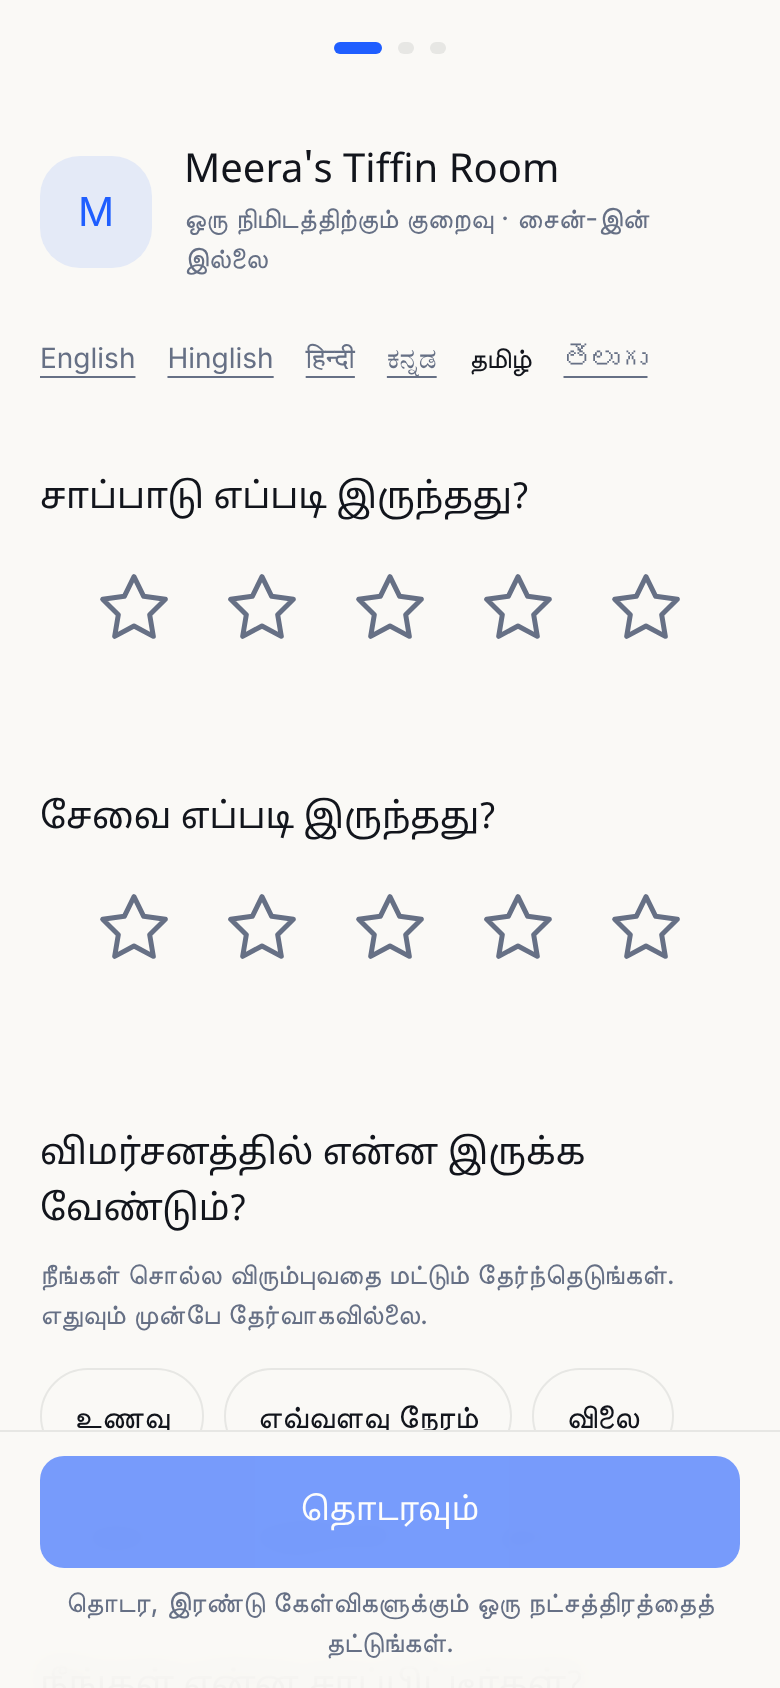 M
Meera's Tiffin Room
ஒரு நிமிடத்திற்கும் குறைவு · சைன்-இன்
இல்லை
English Hinglish हिन्दी ಕನ್ನಡ தமிழ் తెలుగు
சாப்பாடு எப்படி இருந்தது?
சேவை எப்படி இருந்தது?
விமர்சனத்தில் என்ன இருக்க
வேண்டும்?
நீங்கள் சொல்ல விரும்புவதை மட்டும் தேர்ந்தெடுங்கள்.
எதுவும் முன்பே தேர்வாகவில்லை.
உணவு எவ்வளவு நேரம் விலை
தொடரவும்
தொடர, இரண்டு கேள்விகளுக்கும் ஒரு நட்சத்திரத்தைத்
தட்டுங்கள்.